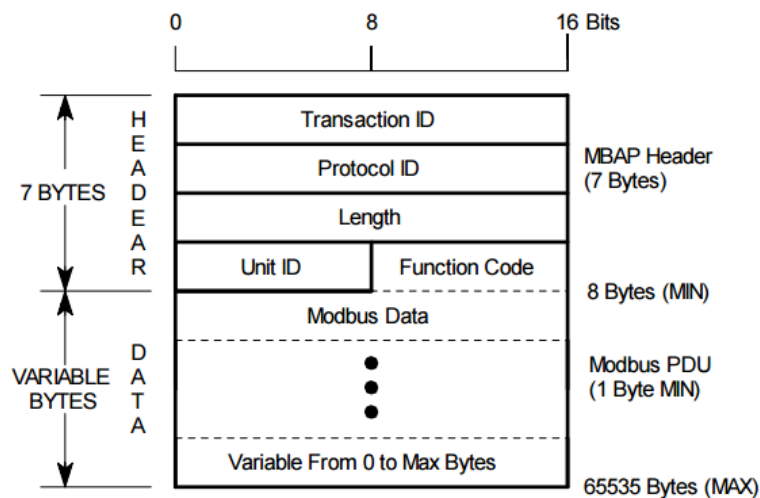 0 8 16 Bits
HEADEAR
Transaction ID
Protocol ID
MBAP Header
(7 Bytes)
7 BYTES
Length
Unit ID Function Code
8 Bytes (MIN)
Modbus Data
DATA
VARIABLE
BYTES
Modbus PDU
(1 Byte MIN)
Variable From 0 to Max Bytes
65535 Bytes (MAX)